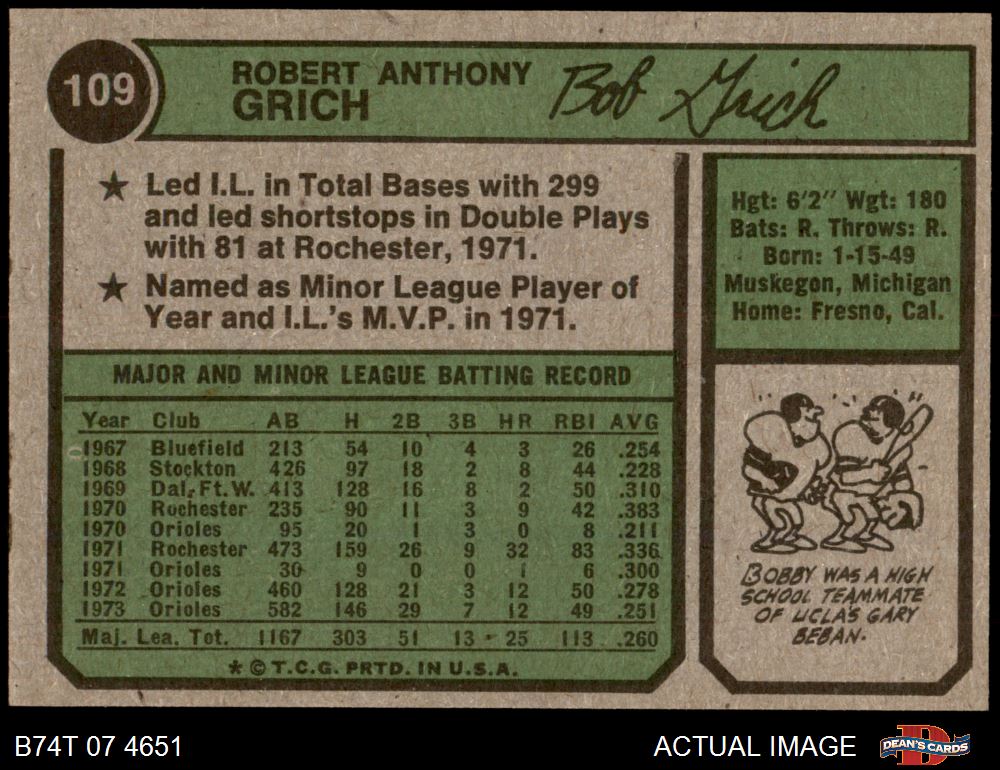 109
ROBERT ANTHONY
GRICH
Bob Grich
★ Led I.L. in Total Bases with 299
and led shortstops in Double Plays
with 81 at Rochester, 1971.
★ Named as Minor League Player of
Year and I.L.'s M.V.P. in 1971.
Hgt: 6'2" Wgt: 180
Bats: R. Throws: R.
Born: 1-15-49
Muskegon, Michigan
Home: Fresno, Cal.
MAJOR AND MINOR LEAGUE BATTING RECORD
Year Club AB H 2B 3B HR RBI AVG
1967 Bluefield 213 54 10 4 3 26 .254
1968 Stockton 426 97 18 2 8 44 .228
1969 Dal, Ft. W. 413 128 16 8 2 50 .310
1970 Rochester 235 90 11 3 9 42 .383
1970 Orioles 95 20 1 3 0 8 .211
1971 Rochester 473 159 26 9 32 83 .336
1971 Orioles 30 9 0 0 1 6 .300
1972 Orioles 460 128 21 3 12 50 .278
1973 Orioles 582 146 29 7 12 49 .251
Maj. Lea. Tot. 1167 303 51 13 25 113 .260
★ © T.C.G. PRTD. IN U.S.A.
BOBBY WAS A HIGH
SCHOOL TEAMMATE
OF UCLA'S GARY
BEBAN.
B74T 07 4651
ACTUAL IMAGE
D
DEAN'S CARDS